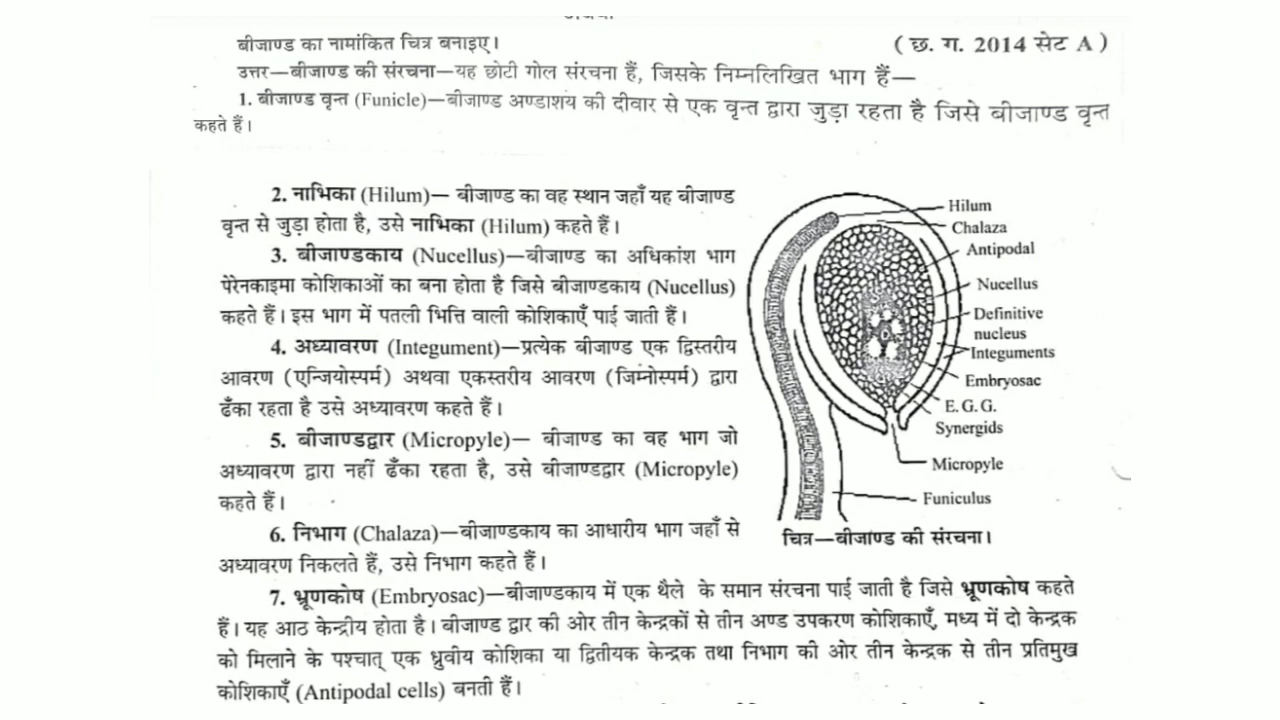 बीजाण्ड का नामांकित चित्र बनाइए।
( छ. ग. 2014 सेट A )
उत्तर—बीजाण्ड की संरचना—यह छोटी गोल संरचना हैं, जिसके निम्नलिखित भाग हैं—
1. बीजाण्ड वृन्त (Funicle)—बीजाण्ड अण्डाशय की दीवार से एक वृन्त द्वारा जुड़ा रहता है जिसे बीजाण्ड वृन्त
कहते हैं।
2. नाभिका (Hilum)— बीजाण्ड का वह स्थान जहाँ यह बीजाण्ड
वृन्त से जुड़ा होता है, उसे नाभिका (Hilum) कहते हैं।
3. बीजाण्डकाय (Nucellus)—बीजाण्ड का अधिकांश भाग
पेरेनकाइमा कोशिकाओं का बना होता है जिसे बीजाण्डकाय (Nucellus)
कहते हैं। इस भाग में पतली भित्ति वाली कोशिकाएँ पाई जाती हैं।
4. अध्यावरण (Integument)—प्रत्येक बीजाण्ड एक द्विस्तरीय
आवरण (एन्जियोस्पर्म) अथवा एकस्तरीय आवरण (जिम्नोस्पर्म) द्वारा
ढँका रहता है उसे अध्यावरण कहते हैं।
5. बीजाण्डद्वार (Micropyle)— बीजाण्ड का वह भाग जो
अध्यावरण द्वारा नहीं ढँका रहता है, उसे बीजाण्डद्वार (Micropyle)
कहते हैं।
6. निभाग (Chalaza)—बीजाण्डकाय का आधारीय भाग जहाँ से
अध्यावरण निकलते हैं, उसे निभाग कहते हैं।
Hilum
Chalaza
Antipodal
Nucellus
Definitive
nucleus
Integuments
Embryosac
E. G. G.
Synergids
Micropyle
Funiculus
चित्र—बीजाण्ड की संरचना।
7. भ्रूणकोष (Embryosac)—बीजाण्डकाय में एक थैले के समान संरचना पाई जाती है जिसे भ्रूणकोष कहते
हैं। यह आठ केन्द्रीय होता है। बीजाण्ड द्वार की ओर तीन केन्द्रकों से तीन अण्ड उपकरण कोशिकाएँ, मध्य में दो केन्द्रक
को मिलाने के पश्चात् एक ध्रुवीय कोशिका या द्वितीयक केन्द्रक तथा निभाग की ओर तीन केन्द्रक से तीन प्रतिमुख
कोशिकाएँ (Antipodal cells) बनती हैं।